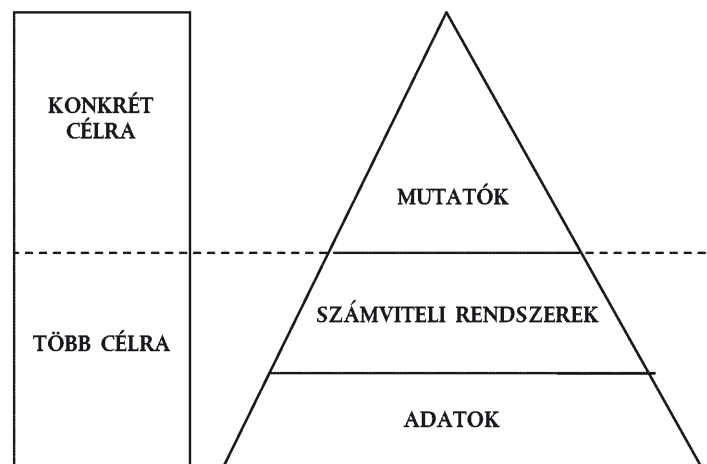 KONKRÉT
CÉLRA
MUTATÓK
SZÁMVITELI RENDSZEREK
TÖBB CÉLRA
ADATOK